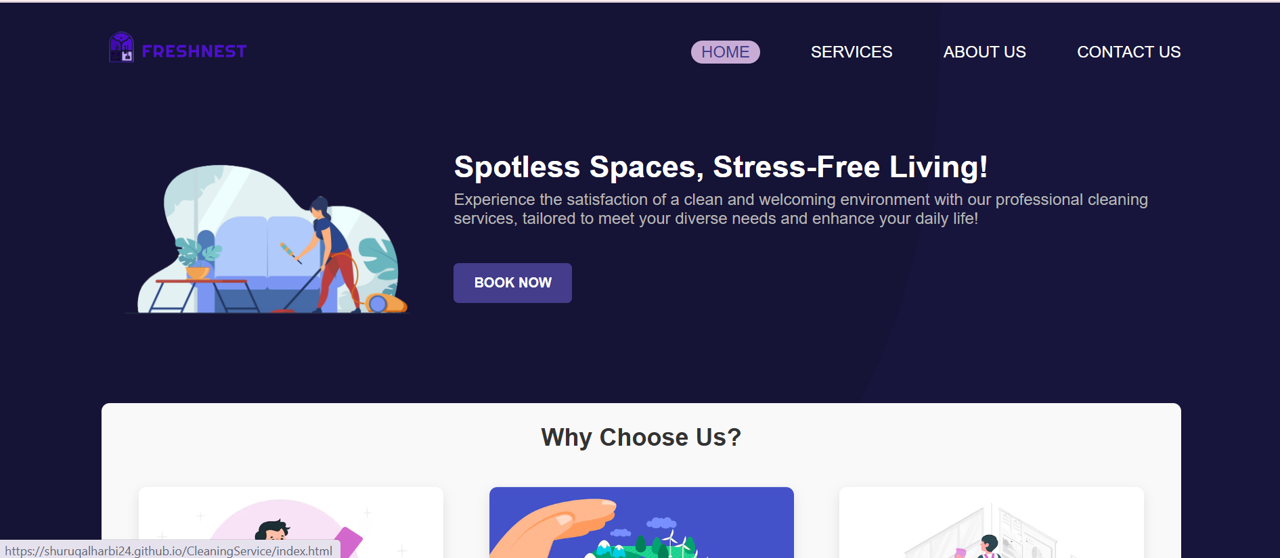 FRESHNEST
HOME
SERVICES
ABOUT US
CONTACT US
Spotless Spaces, Stress-Free Living!
Experience the satisfaction of a clean and welcoming environment with our professional cleaning
services, tailored to meet your diverse needs and enhance your daily life!
BOOK NOW
Why Choose Us?
https://shuruqalharbi24.github.io/CleaningService/index.html